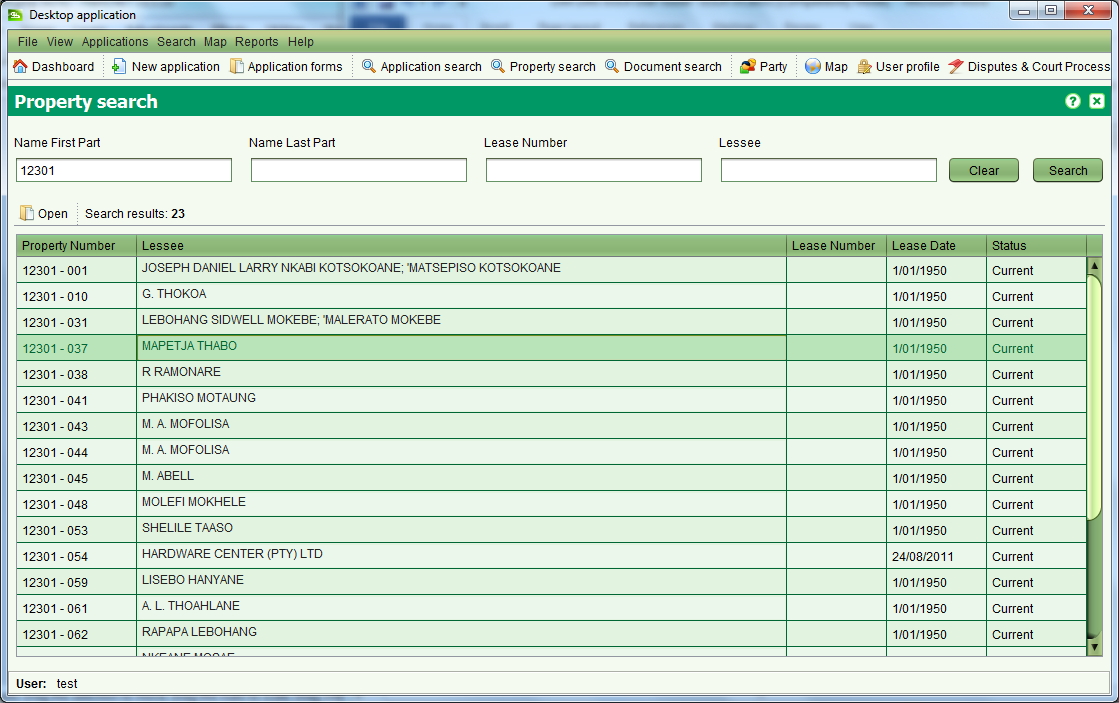 Desktop application
File View Applications Search Map Reports Help
Dashboard New application Application forms Application search Property search Document search Party Map User profile Disputes & Court Process
Property search
Name First Part Name Last Part Lease Number Lessee
12301 Clear Search
Open Search results: 23
Property Number Lessee Lease Number Lease Date Status
12301 - 001 JOSEPH DANIEL LARRY NKABI KOTSOKOANE; 'MATSEPISO KOTSOKOANE 1/01/1950 Current
12301 - 010 G. THOKOA 1/01/1950 Current
12301 - 031 LEBOHANG SIDWELL MOKEBE; 'MALERATO MOKEBE 1/01/1950 Current
12301 - 037 MAPETJA THABO 1/01/1950 Current
12301 - 038 R RAMONARE 1/01/1950 Current
12301 - 041 PHAKISO MOTAUNG 1/01/1950 Current
12301 - 043 M. A. MOFOLISA 1/01/1950 Current
12301 - 044 M. A. MOFOLISA 1/01/1950 Current
12301 - 045 M. ABELL 1/01/1950 Current
12301 - 048 MOLEFI MOKHELE 1/01/1950 Current
12301 - 053 SHELILE TAASO 1/01/1950 Current
12301 - 054 HARDWARE CENTER (PTY) LTD 24/08/2011 Current
12301 - 059 LISEBO HANYANE 1/01/1950 Current
12301 - 061 A. L. THOAHLANE 1/01/1950 Current
12301 - 062 RAPAPA LEBOHANG 1/01/1950 Current
User: test